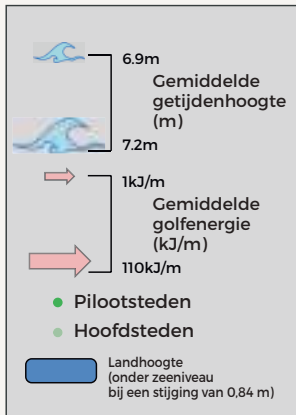 6.9m
Gemiddelde
getijdenhoogte
(m)
7.2m
1kJ/m
Gemiddelde
golfenergie
(kJ/m)
110kJ/m
Pilootsteden
Hoofdsteden
Landhoogte
(onder zeeniveau
bij een stijging van 0,84 m)